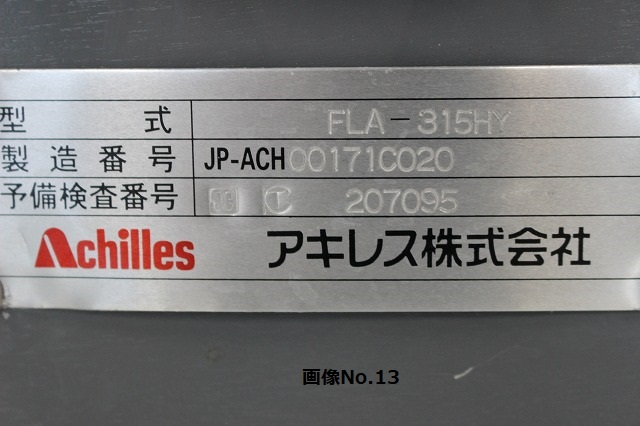 型 式 FLA-315HY
製造番号 JP-ACH00171C020
予備検査番号 JG T 207095
Achilles アキレス株式会社
画像No.13